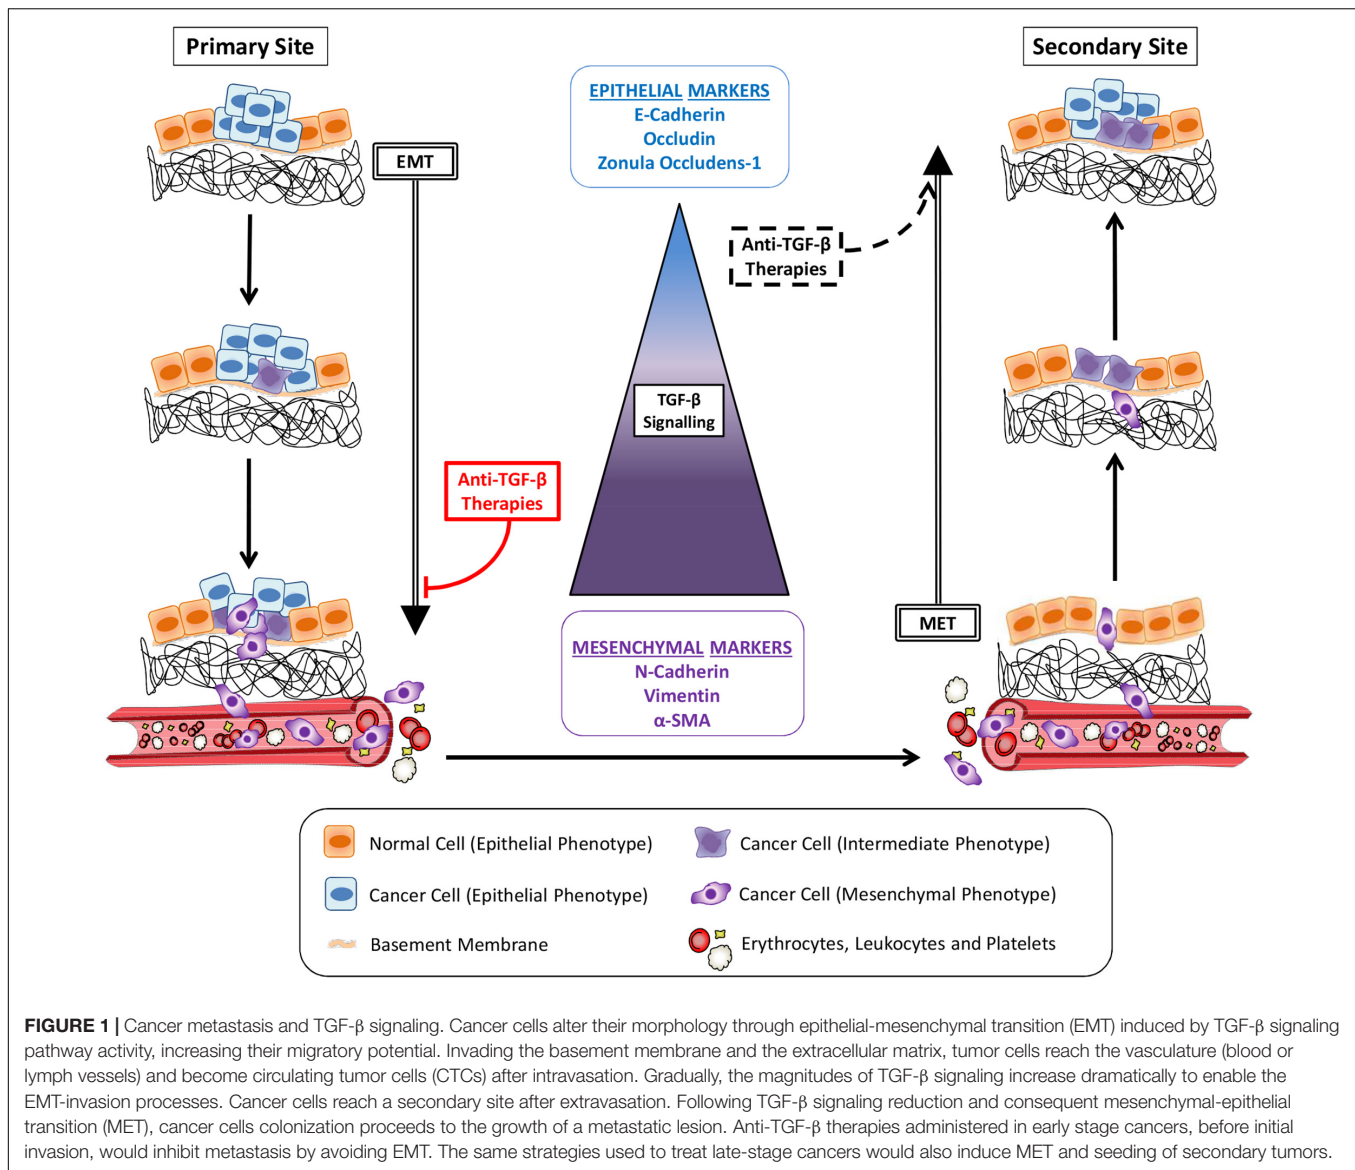 Primary Site
Secondary Site
EPITHELIAL MARKERS
E-Cadherin
Occludin
Zonula Occludens-1
EMT
Anti-TGF-β
Therapies
TGF-β
Signalling
Anti-TGF-β
Therapies
MET
MESENCHYMAL MARKERS
N-Cadherin
Vimentin
α-SMA
Normal Cell (Epithelial Phenotype)
Cancer Cell (Intermediate Phenotype)
Cancer Cell (Epithelial Phenotype)
Cancer Cell (Mesenchymal Phenotype)
Basement Membrane
Erythrocytes, Leukocytes and Platelets
FIGURE 1 | Cancer metastasis and TGF-β signaling. Cancer cells alter their morphology through epithelial-mesenchymal transition (EMT) induced by TGF-β signaling
pathway activity, increasing their migratory potential. Invading the basement membrane and the extracellular matrix, tumor cells reach the vasculature (blood or
lymph vessels) and become circulating tumor cells (CTCs) after intravasation. Gradually, the magnitudes of TGF-β signaling increase dramatically to enable the
EMT-invasion processes. Cancer cells reach a secondary site after extravasation. Following TGF-β signaling reduction and consequent mesenchymal-epithelial
transition (MET), cancer cells colonization proceeds to the growth of a metastatic lesion. Anti-TGF-β therapies administered in early stage cancers, before initial
invasion, would inhibit metastasis by avoiding EMT. The same strategies used to treat late-stage cancers would also induce MET and seeding of secondary tumors.